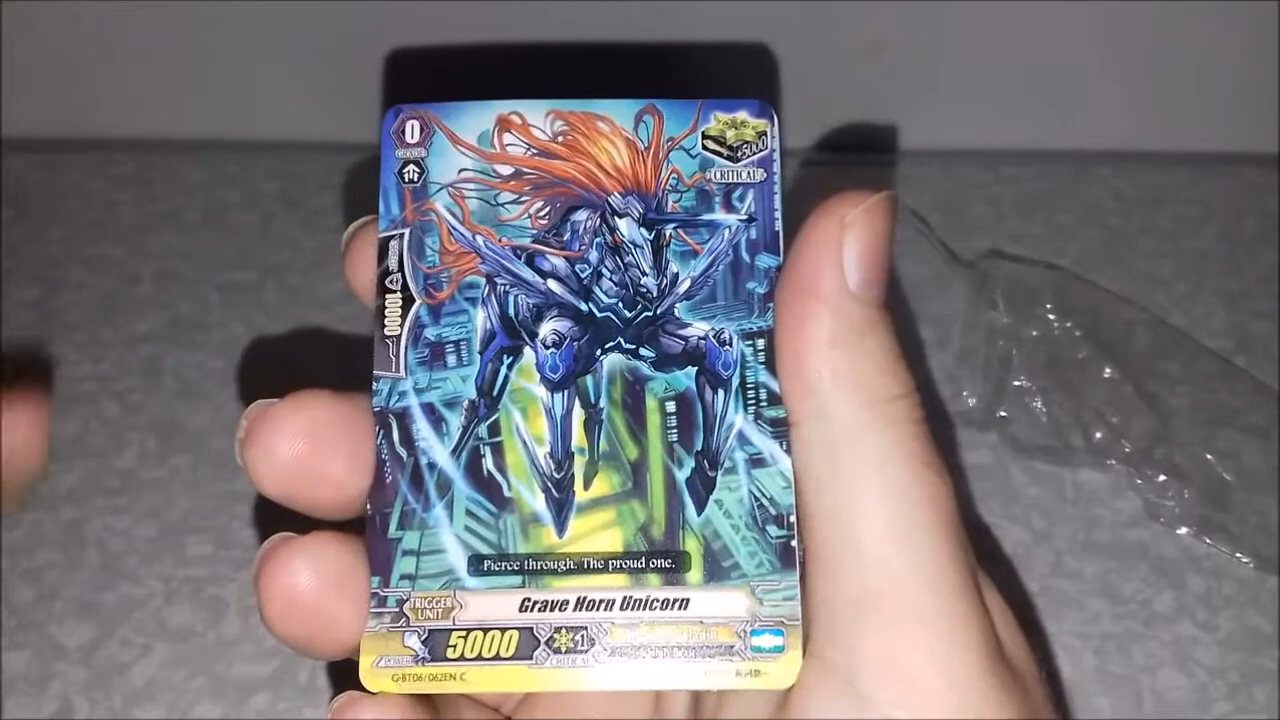 0
GRADE
+5000
CRITICAL
10000
Pierce through. The proud one.
TRIGGER
UNIT
Grave Horn Unicorn
POWER
5000
1
CRITICAL
G-BT06/062EN C